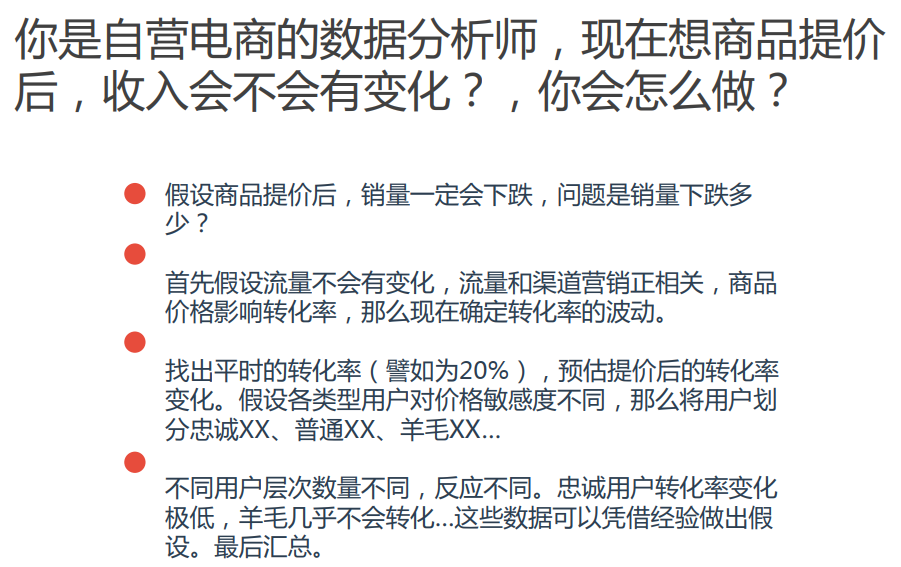 你是自营电商的数据分析师，现在想商品提价
后，收入会不会有变化？，你会怎么做？
假设商品提价后，销量一定会下跌，问题是销量下跌多
少？
首先假设流量不会有变化，流量和渠道营销正相关，商品
价格影响转化率，那么现在确定转化率的波动。
找出平时的转化率（譬如为20%），预估提价后的转化率
变化。假设各类型用户对价格敏感度不同，那么将用户划
分忠诚XX、普通XX、羊毛XX...
不同用户层次数量不同，反应不同。忠诚用户转化率变化
极低，羊毛几乎不会转化...这些数据可以凭借经验做出假
设。最后汇总。